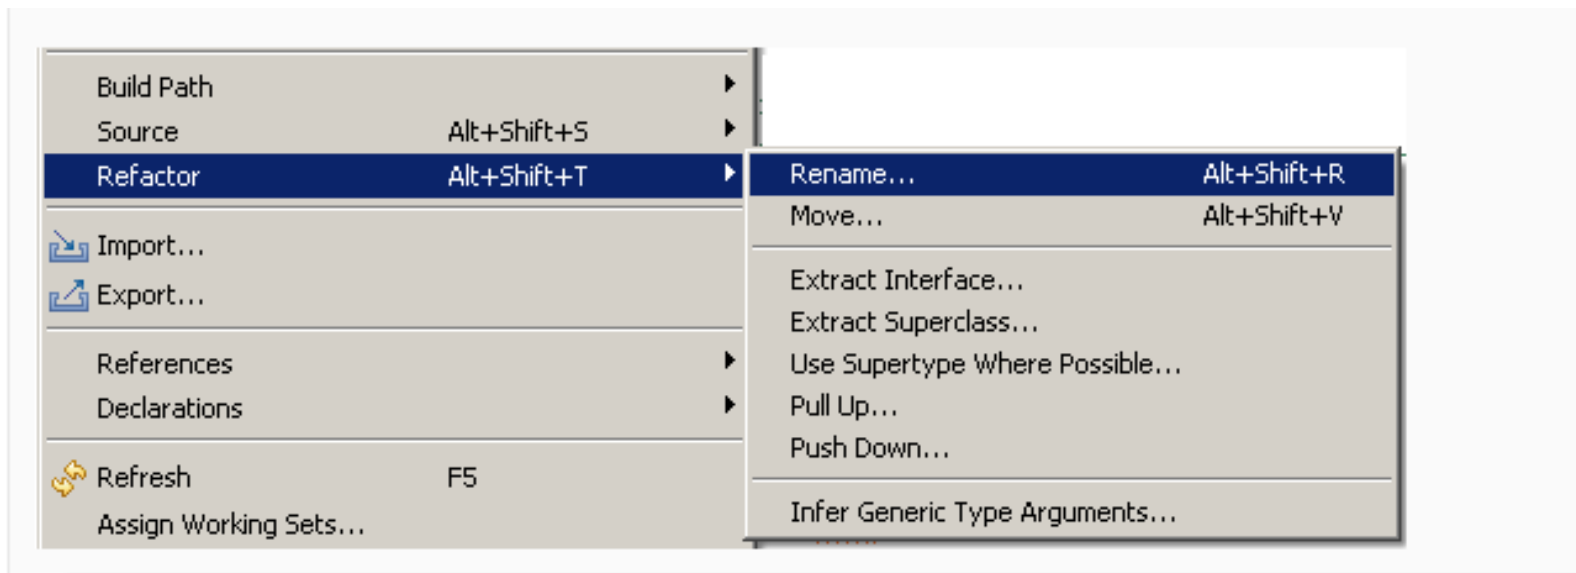 Build Path
Source Alt+Shift+S
Refactor Alt+Shift+T
Import...
Export...
References
Declarations
Refresh F5
Assign Working Sets...
Rename... Alt+Shift+R
Move... Alt+Shift+V
Extract Interface...
Extract Superclass...
Use Supertype Where Possible...
Pull Up...
Push Down...
Infer Generic Type Arguments...